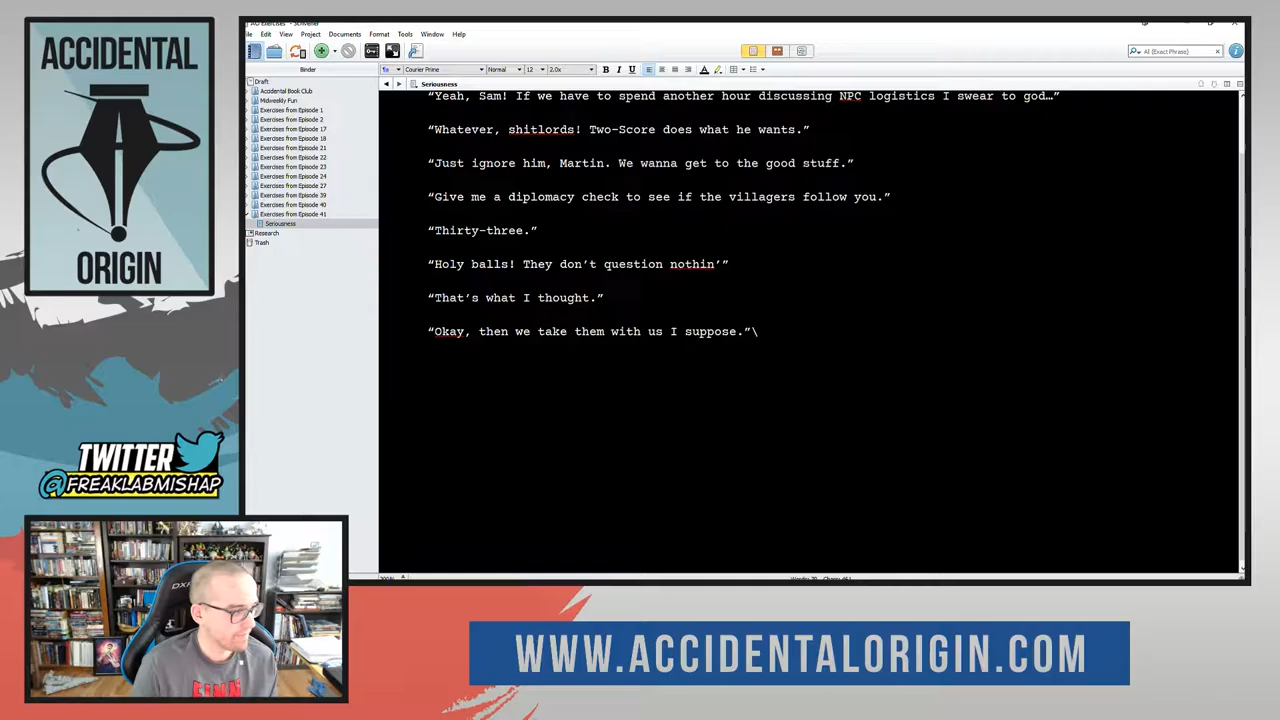 ACCIDENTAL
ORIGIN
TWITTER
@FREAKLABMISHAP
AO Exercises - Scrivener
File Edit View Project Documents Format Tools Window Help
All (Exact Phrase)
Binder
Courier Prine Normal 12 2.0x B I U A
Seriousness
Draft
Accidental Book Club
Midweekly Fun
Exercises from Episode 1
Exercises from Episode 2
Exercises from Episode 17
Exercises from Episode 18
Exercises from Episode 21
Exercises from Episode 22
Exercises from Episode 23
Exercises from Episode 24
Exercises from Episode 27
Exercises from Episode 39
Exercises from Episode 40
Exercises from Episode 41
Seriousness
Research
Trash
“Yeah, Sam! If we have to spend another hour discussing NPC logistics I swear to god…”
“Whatever, shitlords! Two-Score does what he wants.”
“Just ignore him, Martin. We wanna get to the good stuff.”
“Give me a diplomacy check to see if the villagers follow you.”
“Thirty-three.”
“Holy balls! They don’t question nothin’”
“That’s what I thought.”
“Okay, then we take them with us I suppose.”\
WWW.ACCIDENTALORIGIN.COM